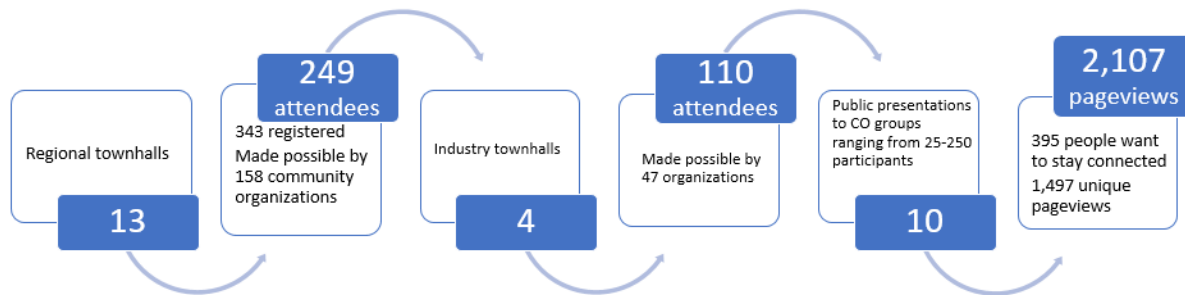 Regional townhalls
13
249
attendees
343 registered
Made possible by
158 community
organizations
Industry townhalls
4
110
attendees
Made possible by
47 organizations
Public presentations
to CO groups
ranging from 25-250
participants
10
2,107
pageviews
395 people want
to stay connected
1,497 unique
pageviews